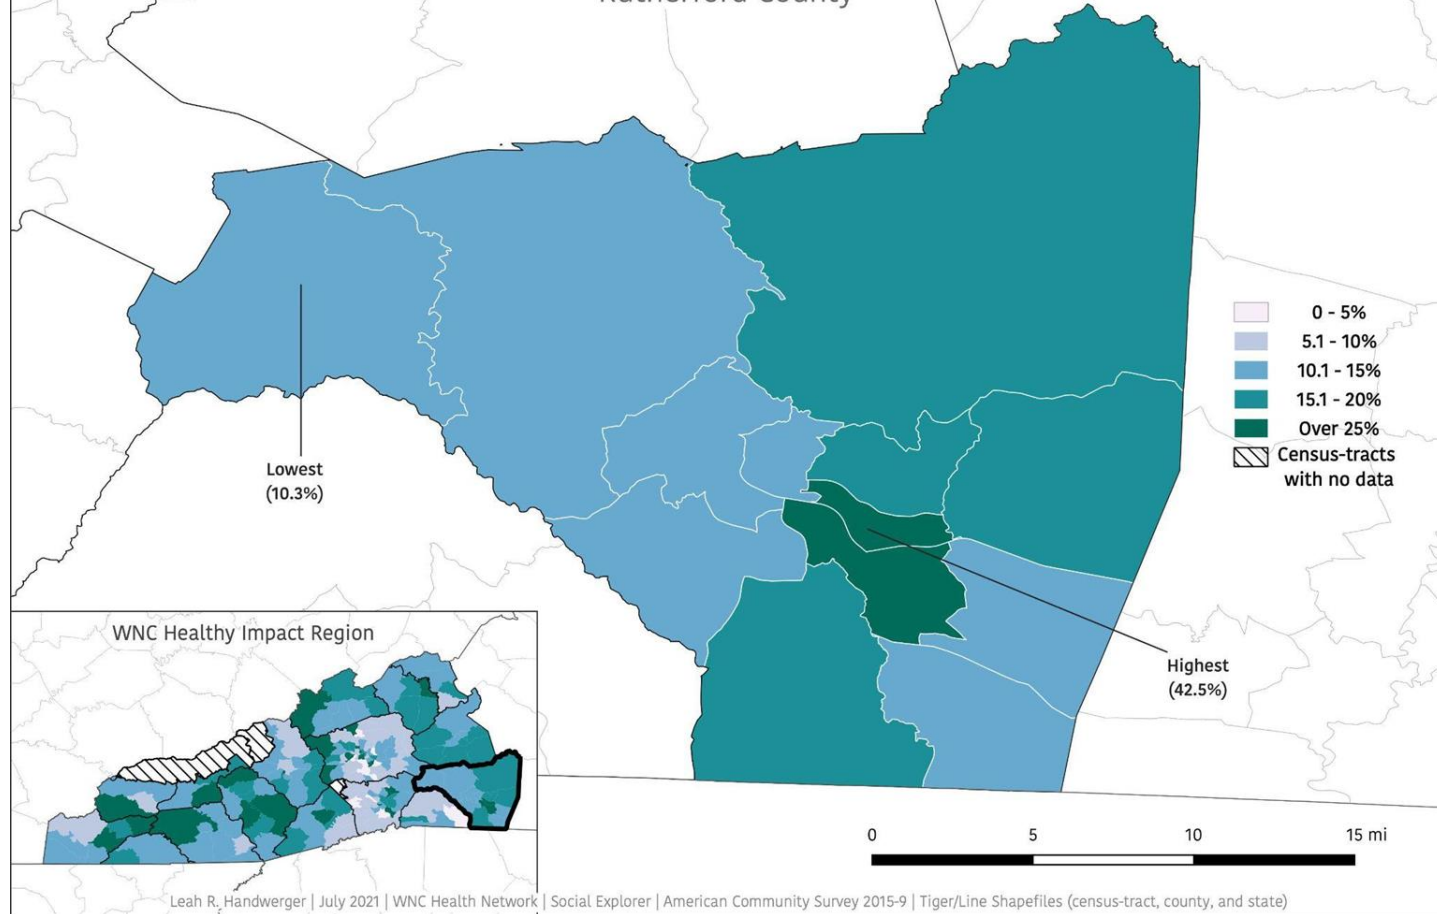 Rutherford County
0 - 5%
5.1 - 10%
10.1 - 15%
15.1 - 20%
Over 25%
Census-tracts
with no data
Lowest
(10.3%)
Highest
(42.5%)
WNC Healthy Impact Region
0 5 10 15 mi
Leah R. Handwerger | July 2021 | WNC Health Network | Social Explorer | American Community Survey 2015-9 | Tiger/Line Shapefiles (census-tract, county, and state)